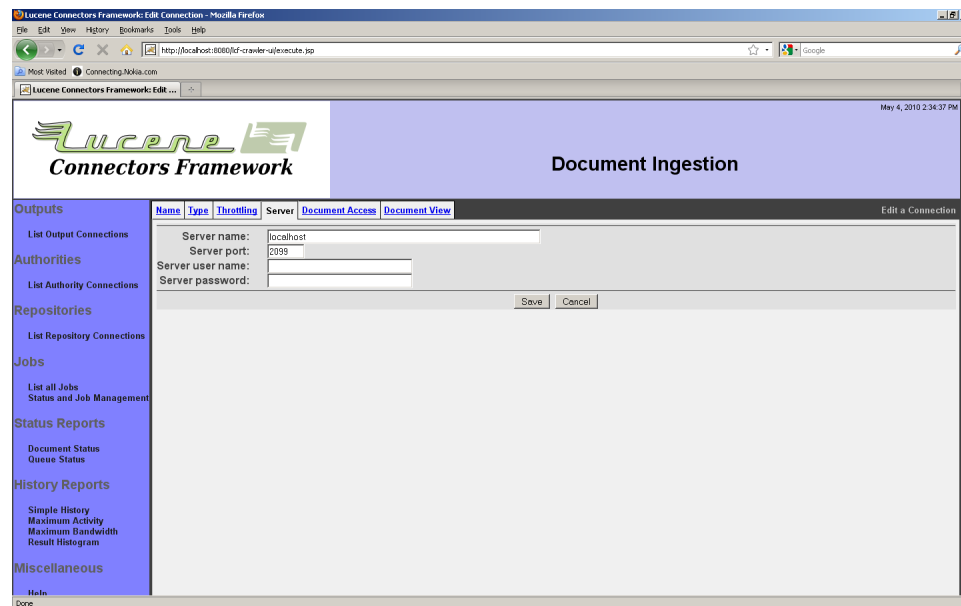 Lucene Connectors Framework: Edit Connection - Mozilla Firefox
File Edit View History Bookmarks Tools Help
http://localhost:8080/lcf-crawler-ui/execute.jsp
Google
Most Visited Connecting.Nokia.com
Lucene Connectors Framework: Edit ...
May 4, 2010 2:34:37 PM
Lucene
Connectors Framework
Document Ingestion
Outputs
List Output Connections
Authorities
List Authority Connections
Repositories
List Repository Connections
Jobs
List all Jobs
Status and Job Management
Status Reports
Document Status
Queue Status
History Reports
Simple History
Maximum Activity
Maximum Bandwidth
Result Histogram
Miscellaneous
Help
Name Type Throttling Server Document Access Document View
Edit a Connection
Server name: localhost
Server port: 2099
Server user name:
Server password:
Save Cancel
Done